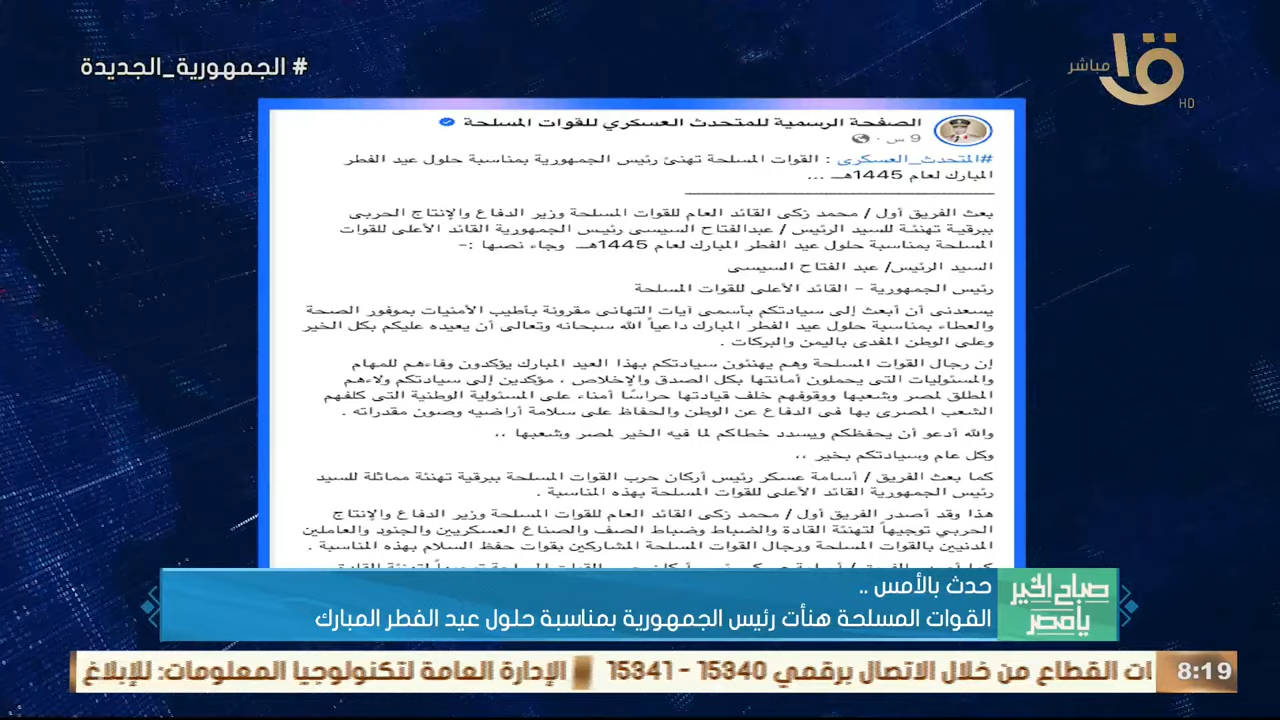 # الجمهورية_الجديدة
مباشر
HD
الصفحة الرسمية للمتحدث العسكري للقوات المسلحة
9 س ·
#المتحدث_العسكرى : القوات المسلحة تهنئ رئيس الجمهورية بمناسبة حلول عيد الفطر
المبارك لعام 1445هـ ...
بعث الفريق أول / محمد زكى القائد العام للقوات المسلحة وزير الدفاع والإنتاج الحربى
ببرقية تهنئة للسيد الرئيس / عبدالفتاح السيسى رئيس الجمهورية القائد الأعلى للقوات
المسلحة بمناسبة حلول عيد الفطر المبارك لعام 1445هـ وجاء نصها :-
السيد الرئيس/ عبد الفتاح السيسى
رئيس الجمهورية - القائد الأعلى للقوات المسلحة
يسعدنى أن أبعث إلى سيادتكم بأسمى آيات التهانى مقرونة بأطيب الأمنيات بموفور الصحة
والعطاء بمناسبة حلول عيد الفطر المبارك داعياً الله سبحانه وتعالى أن يعيده عليكم بكل الخير
وعلى الوطن المفدى باليمن والبركات .
إن رجال القوات المسلحة وهم يهنئون سيادتكم بهذا العيد المبارك يؤكدون وفاءهم للمهام
والمسئوليات التى يحملون أمانتها بكل الصدق والإخلاص ، مؤكدين إلى سيادتكم ولاءهم
المطلق لمصر وشعبها ووقوفهم خلف قيادتها حراسًا أمناء على المسئولية الوطنية التى كلفهم
الشعب المصرى بها فى الدفاع عن الوطن والحفاظ على سلامة أراضيه وصون مقدراته .
والله أدعو أن يحفظكم ويسدد خطاكم لما فيه الخير لمصر وشعبها ،،
وكل عام وسيادتكم بخير ،،
كما بعث الفريق / أسامة عسكر رئيس أركان حرب القوات المسلحة ببرقية تهنئة مماثلة للسيد
رئيس الجمهورية القائد الأعلى للقوات المسلحة بهذه المناسبة .
هذا وقد أصدر الفريق أول / محمد زكى القائد العام للقوات المسلحة وزير الدفاع والإنتاج
الحربي توجيهاً لتهنئة القادة والضباط وضباط الصف والصناع العسكريين والجنود والعاملين
المدنيين بالقوات المسلحة ورجال القوات المسلحة المشاركين بقوات حفظ السلام بهذه المناسبة .
حدث بالأمس ..
القوات المسلحة هنأت رئيس الجمهورية بمناسبة حلول عيد الفطر المبارك
صباح الخير
يا مصر
ات القطاع من خلال الاتصال برقمي 15340 - 15341 الإدارة العامة لتكنولوجيا المعلومات: للإبلاغ
8:19